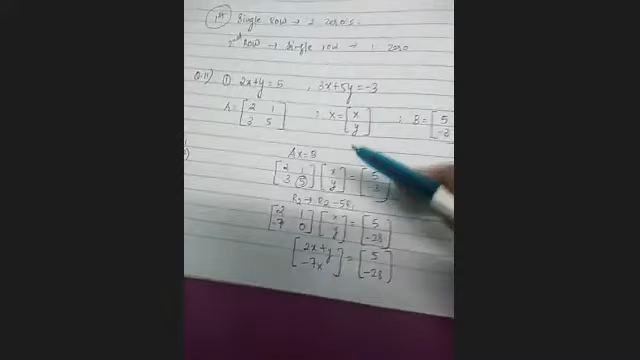 1st Single row → 2 zero's.
2nd row → single row → 1 zero
Q.11) ① 2x+y=5 , 3x+5y=-3
A=[2 1 3 5] ; x=[x y] ; B=[5 -3]
Ax=B
[2 1 3 5] [x y] = [5 -3]
R2 → R2-5R1
[2 1 -7 0] [x y] = [5 -28]
[2x+y -7x] = [5 -28]